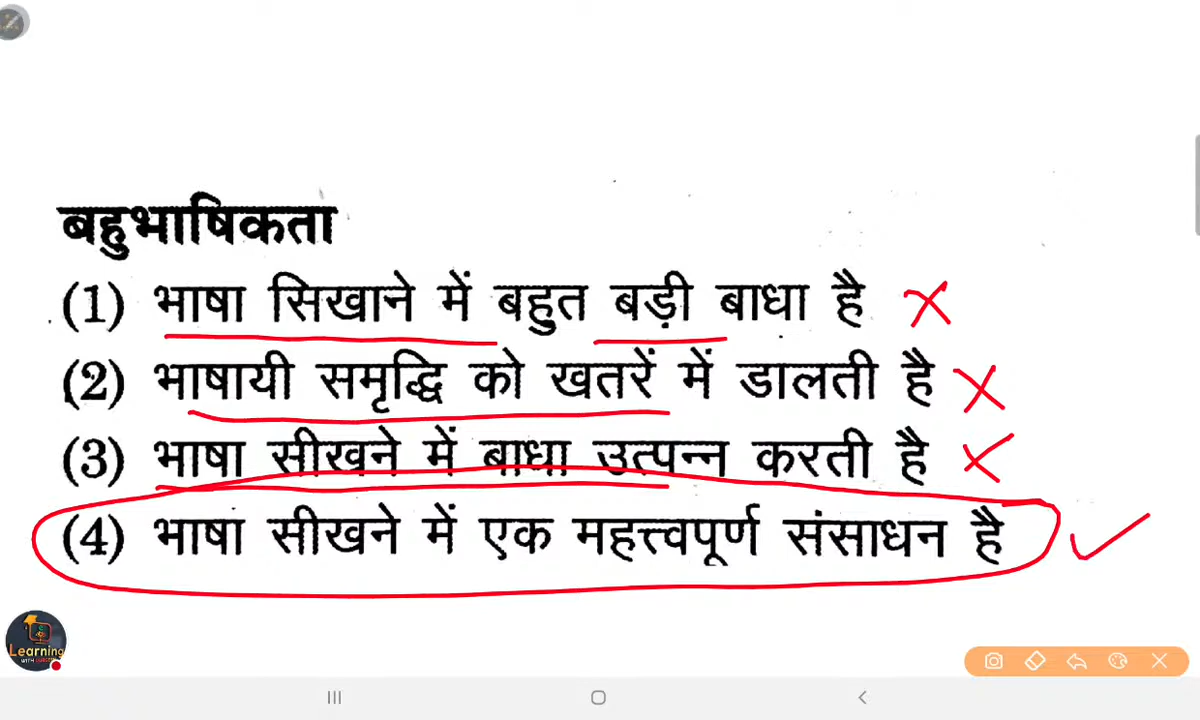 बहुभाषिकता
(1) भाषा सिखाने में बहुत बड़ी बाधा है
(2) भाषायी समृद्धि को खतरें में डालती है
(3) भाषा सीखने में बाधा उत्पन्न करती है
(4) भाषा सीखने में एक महत्त्वपूर्ण संसाधन है
Learning